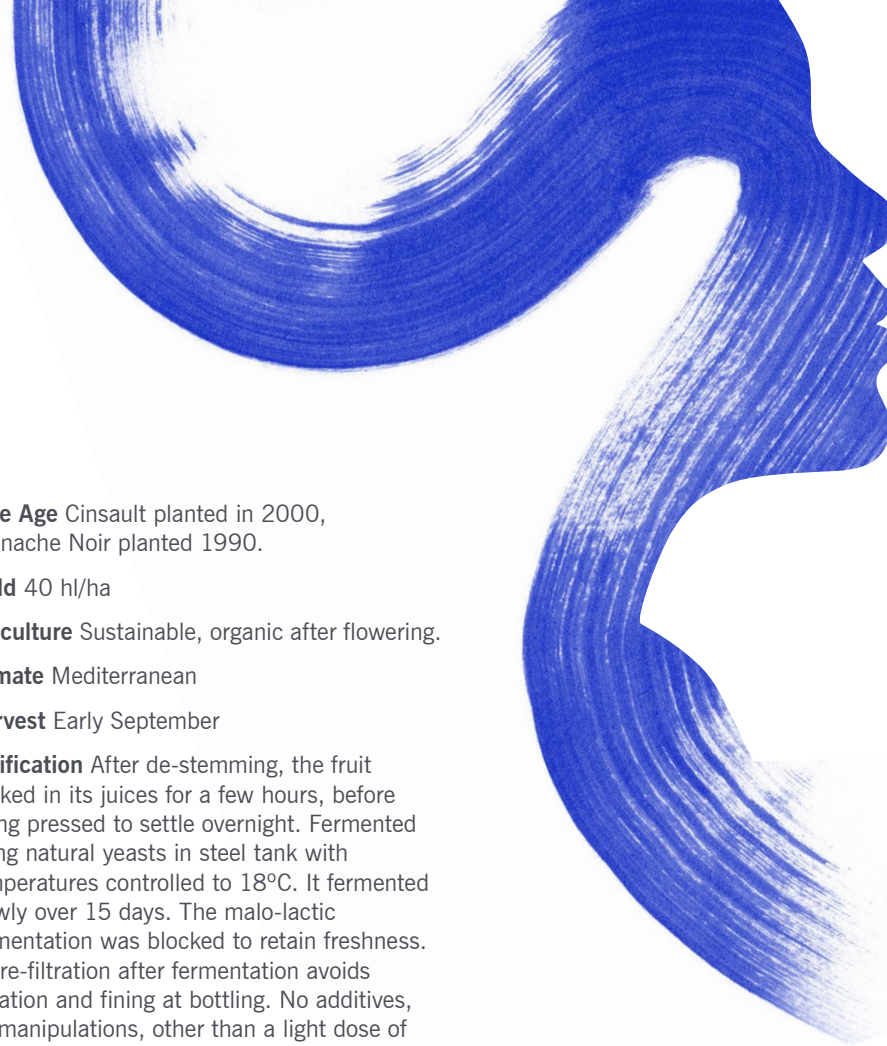 e Age Cinsault planted in 2000,
nache Noir planted 1990.
ld 40 hl/ha
culture Sustainable, organic after flowering.
mate Mediterranean
rvest Early September
ification After de-stemming, the fruit
ked in its juices for a few hours, before
ng pressed to settle overnight. Fermented
ng natural yeasts in steel tank with
peratures controlled to 18ºC. It fermented
wly over 15 days. The malo-lactic
mentation was blocked to retain freshness.
re-filtration after fermentation avoids
ation and fining at bottling. No additives,
manipulations, other than a light dose of